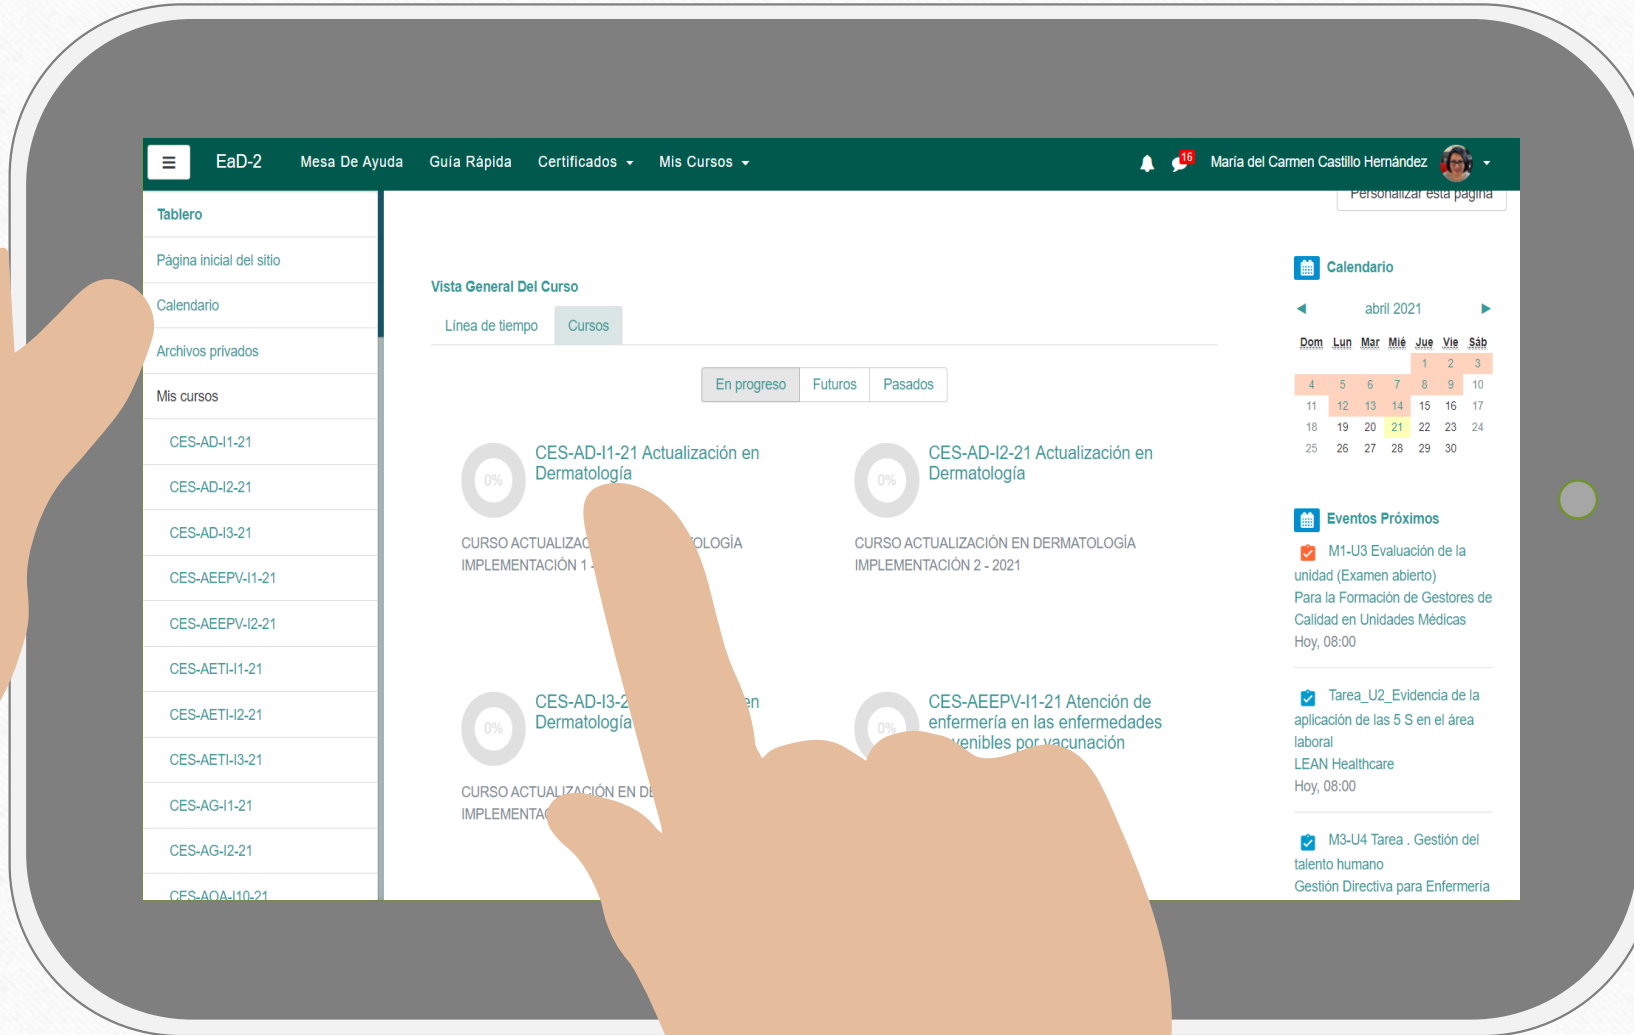 EaD-2 Mesa De Ayuda Guía Rápida Certificados Mis Cursos 16 María del Carmen Castillo Hernández
Personalizar esta página
Tablero
Página inicial del sitio
Calendario
Archivos privados
Mis cursos
CES-AD-I1-21
CES-AD-I2-21
CES-AD-I3-21
CES-AEEPV-I1-21
CES-AEEPV-I2-21
CES-AETI-I1-21
CES-AETI-I2-21
CES-AETI-I3-21
CES-AG-I1-21
CES-AG-I2-21
CES-AOA-I10-21
Vista General Del Curso
Línea de tiempo Cursos
En progreso Futuros Pasados
0%
CES-AD-I1-21 Actualización en
Dermatología
CURSO
IMPLEMENTACIÓN 1 -
0%
CES-AD-I2-21 Actualización en
Dermatología
CURSO ACTUALIZACIÓN EN DERMATOLOGÍA
IMPLEMENTACIÓN 2 - 2021
0%
CES-AD-I3-2 en
Dermatología
CURSO ACTUALIZACIÓN EN
0%
CES-AEEPV-I1-21 Atención de
enfermería en las enfermedades
por vacunación
Calendario
abril 2021
Dom Lun Mar Mié Jue Vie Sáb
1 2 3
4 5 6 7 8 9 10
11 12 13 14 15 16 17
18 19 20 21 22 23 24
25 26 27 28 29 30
Eventos Próximos
M1-U3 Evaluación de la
unidad (Examen abierto)
Para la Formación de Gestores de
Calidad en Unidades Médicas
Hoy, 08:00
Tarea_U2_Evidencia de la
aplicación de las 5 S en el área
laboral
LEAN Healthcare
Hoy, 08:00
M3-U4 Tarea . Gestión del
talento humano
Gestión Directiva para Enfermería